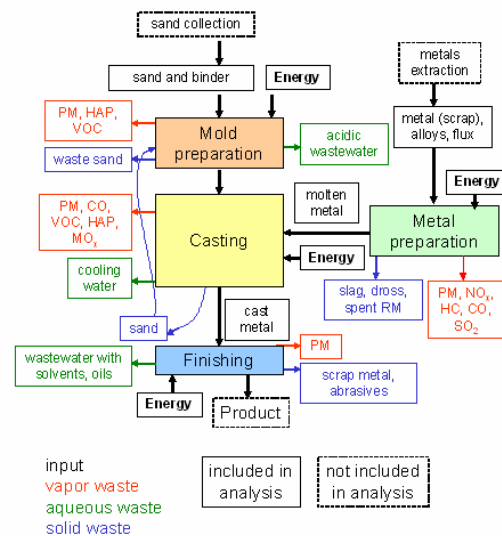 sand collection
metals
extraction
sand and binder
Energy
PM, HAP,
VOC
Mold
preparation
acidic
wastewater
metal (scrap),
alloys, flux
waste sand
molten
metal
Energy
PM, CO,
VOC, HAP,
MOx
Casting
Metal
preparation
Energy
cooling
water
slag, dross,
spent RM
PM, NOx,
HC, CO,
SO2
sand
cast
metal
wastewater with
solvents, oils
Finishing
PM
scrap metal,
abrasives
Energy
Product
input
vapor waste
aqueous waste
solid waste
included in
analysis
not included
in analysis